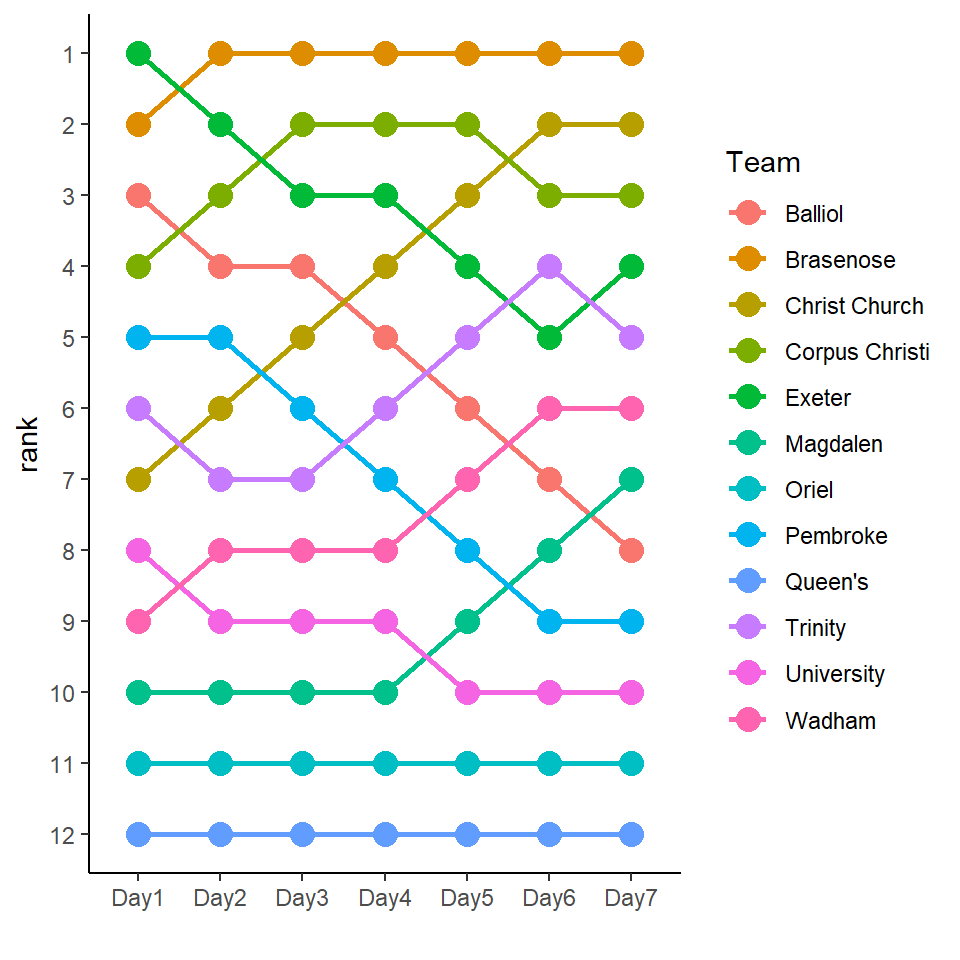 1
2
3
4
5
6
7
8
9
10
11
12
rank
Day1 Day2 Day3 Day4 Day5 Day6 Day7
Team
Balliol
Brasenose
Christ Church
Corpus Christi
Exeter
Magdalen
Oriel
Pembroke
Queen's
Trinity
University
Wadham